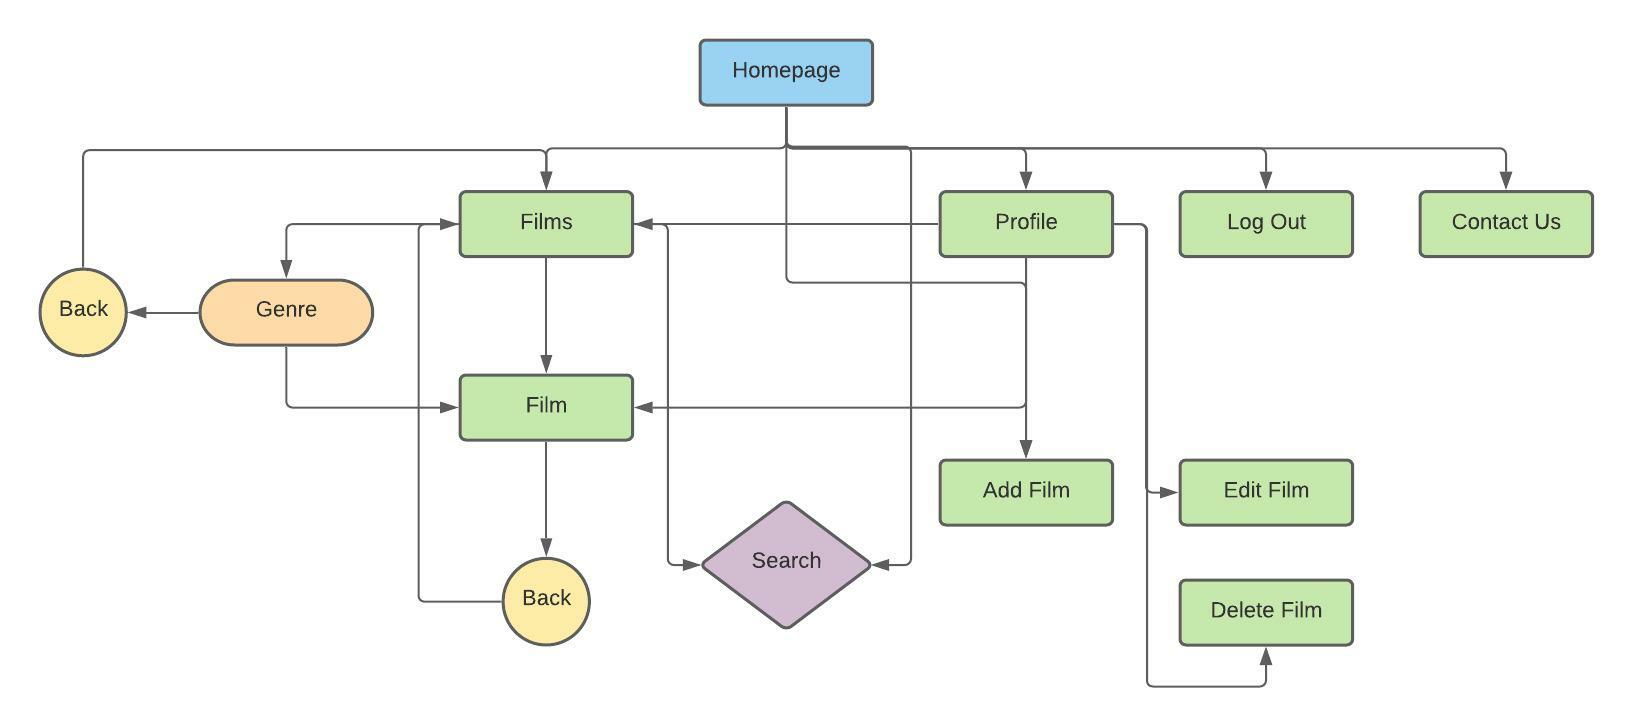 Homepage
Films
Profile
Log Out
Contact Us
Back
Genre
Film
Add Film
Edit Film
Search
Back
Delete Film